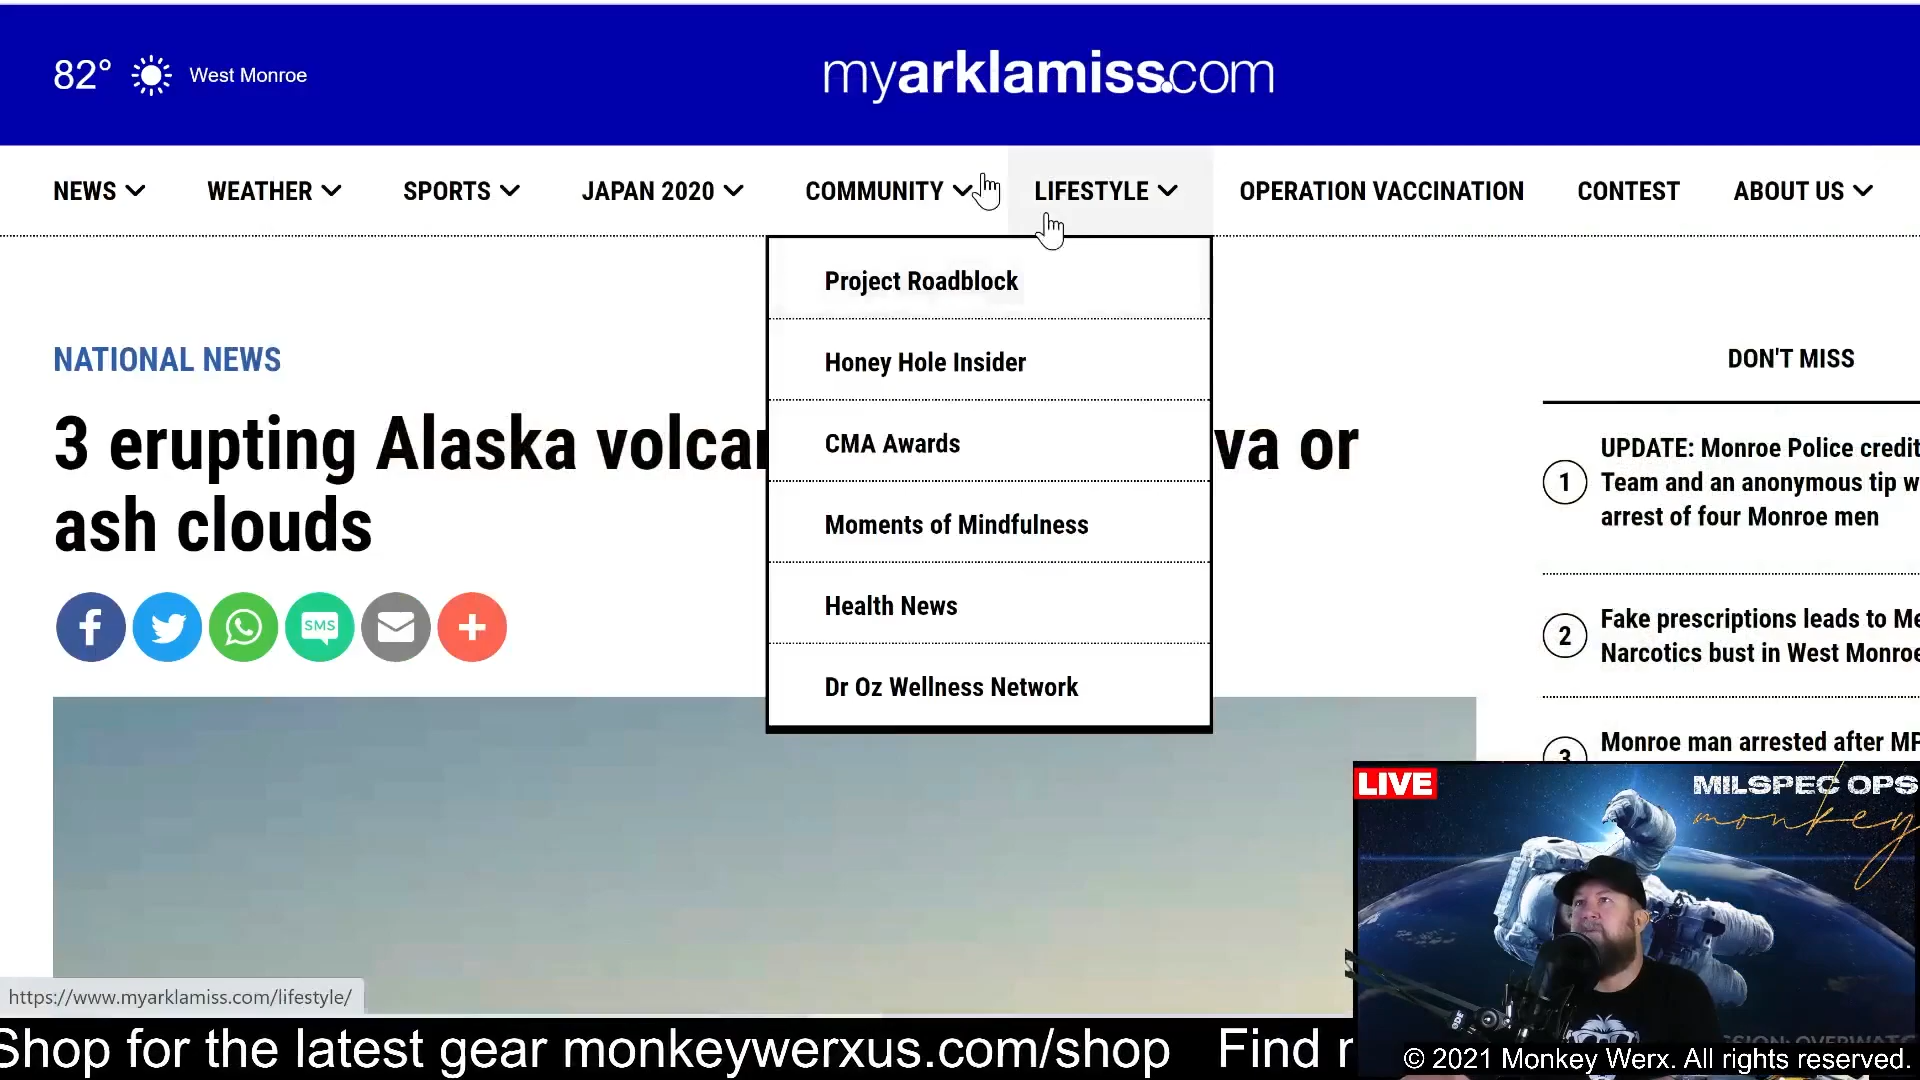 82° West Monroe
myarklamiss.com
NEWS WEATHER SPORTS JAPAN 2020 COMMUNITY LIFESTYLE OPERATION VACCINATION CONTEST ABOUT US
Project Roadblock
Honey Hole Insider
CMA Awards
Moments of Mindfulness
Health News
Dr Oz Wellness Network
NATIONAL NEWS
3 erupting Alaska volca va or
ash clouds
SMS
DON'T MISS
1
UPDATE: Monroe Police credit
Team and an anonymous tip w
arrest of four Monroe men
2
Fake prescriptions leads to Me
Narcotics bust in West Monroe
3
Monroe man arrested after MP
LIVE
MILSPEC OPS
monkey
https://www.myarklamiss.com/lifestyle/
Shop for the latest gear monkeywerxus.com/shop Find
© 2021 Monkey Werx. All rights reserved.